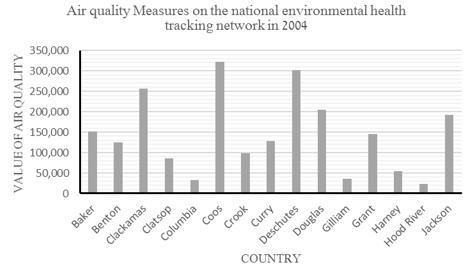 Air quality Measures on the national environmental health
tracking network in 2004
VALUE OF AIR QUALITY
350,000
300,000
250,000
200,000
150,000
100,000
50,000
0
Baker
Benton
Clackamas
Clatsop
Columbia
Coos
Crook
Curry
Deschutes
Douglas
Gilliam
Grant
Harney
Hood River
Jackson
COUNTRY